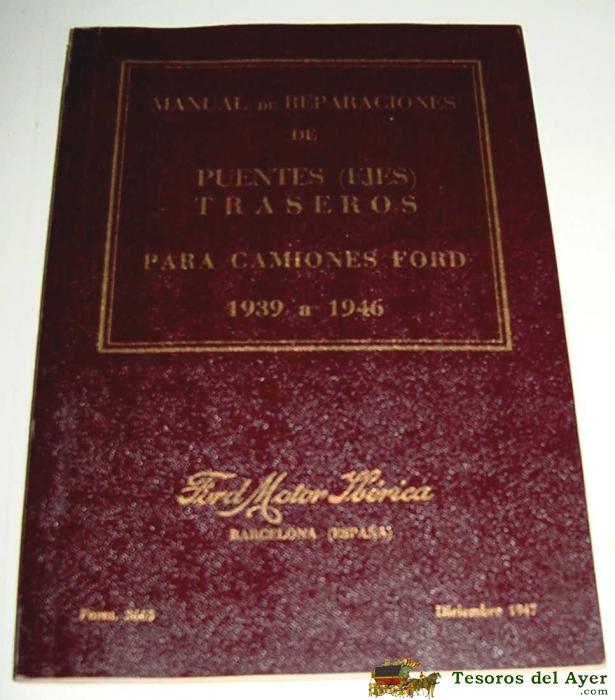 MANUAL DE REPARACIONES
DE
PUENTES (EJES)
TRASEROS
PARA CAMIONES FORD
1939 a 1946
Ford Motor Ibérica
BARCELONA (ESPAÑA)
Form.
Diciembre 1947
Tesoros del Ayer
.com